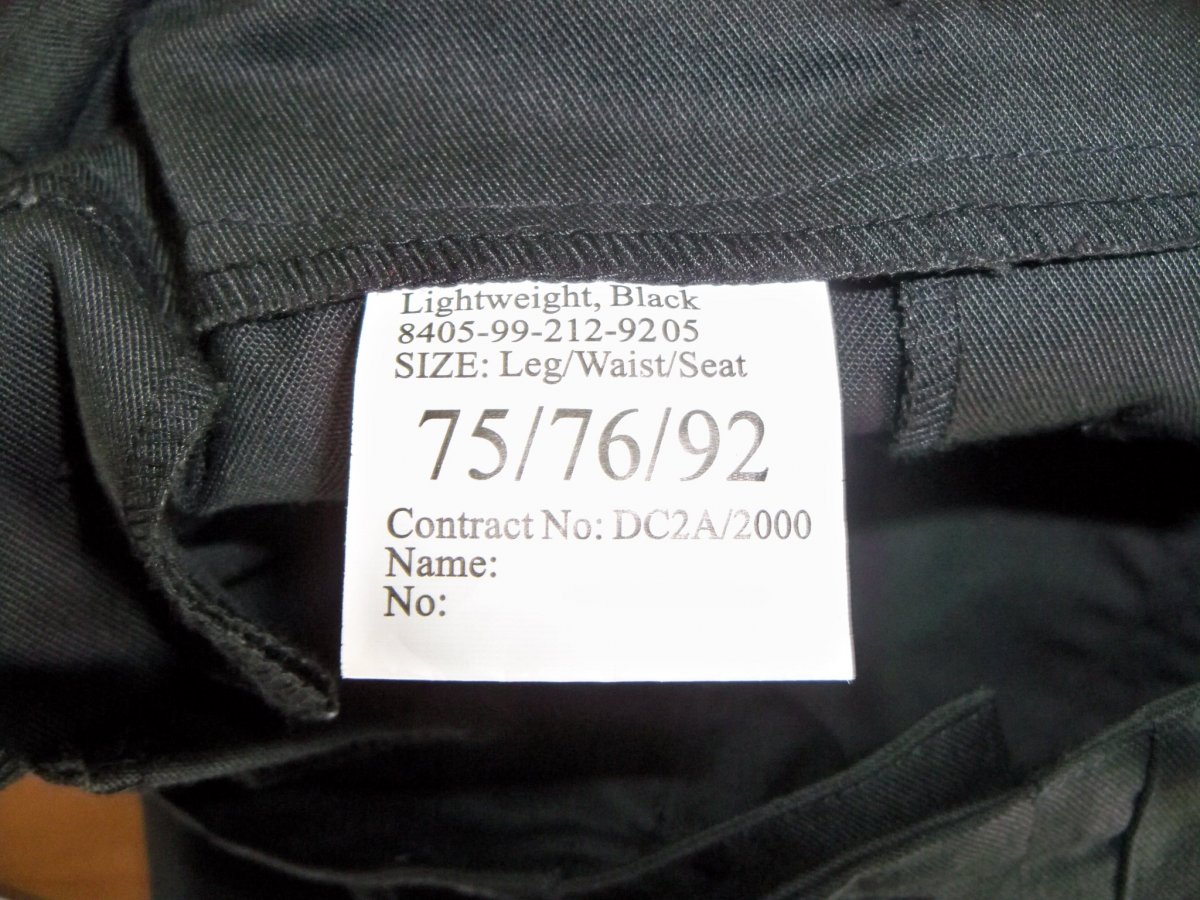 Lightweight, Black
8405-99-212-9205
SIZE: Leg/Waist/Seat
75/76/92
Contract No: DC2A/2000
Name:
No: